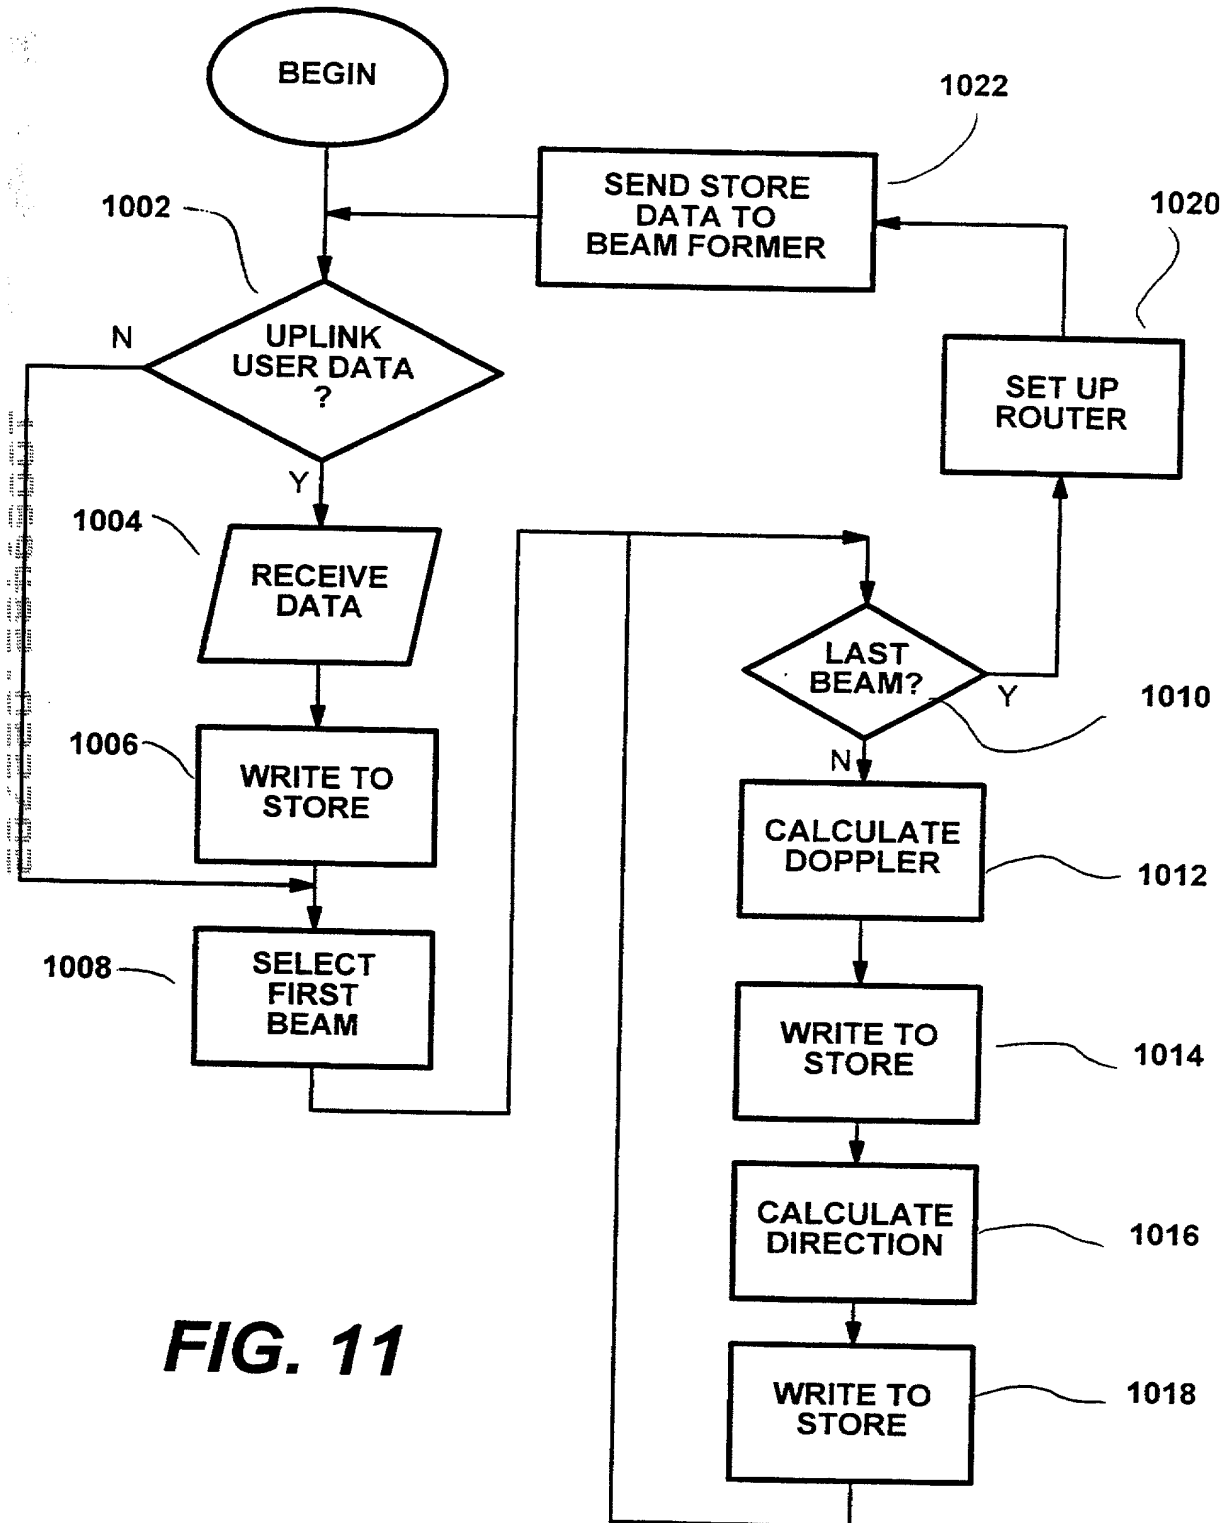 BEGIN
1022
SEND STORE
DATA TO
BEAM FORMER
1020
1002
N
UPLINK
USER DATA
?
Y
SET UP
ROUTER
1004
RECEIVE
DATA
LAST
BEAM?
Y
1010
N
1006
WRITE TO
STORE
CALCULATE
DOPPLER
1012
1008
SELECT
FIRST
BEAM
WRITE TO
STORE
1014
CALCULATE
DIRECTION
1016
FIG. 11
WRITE TO
STORE
1018